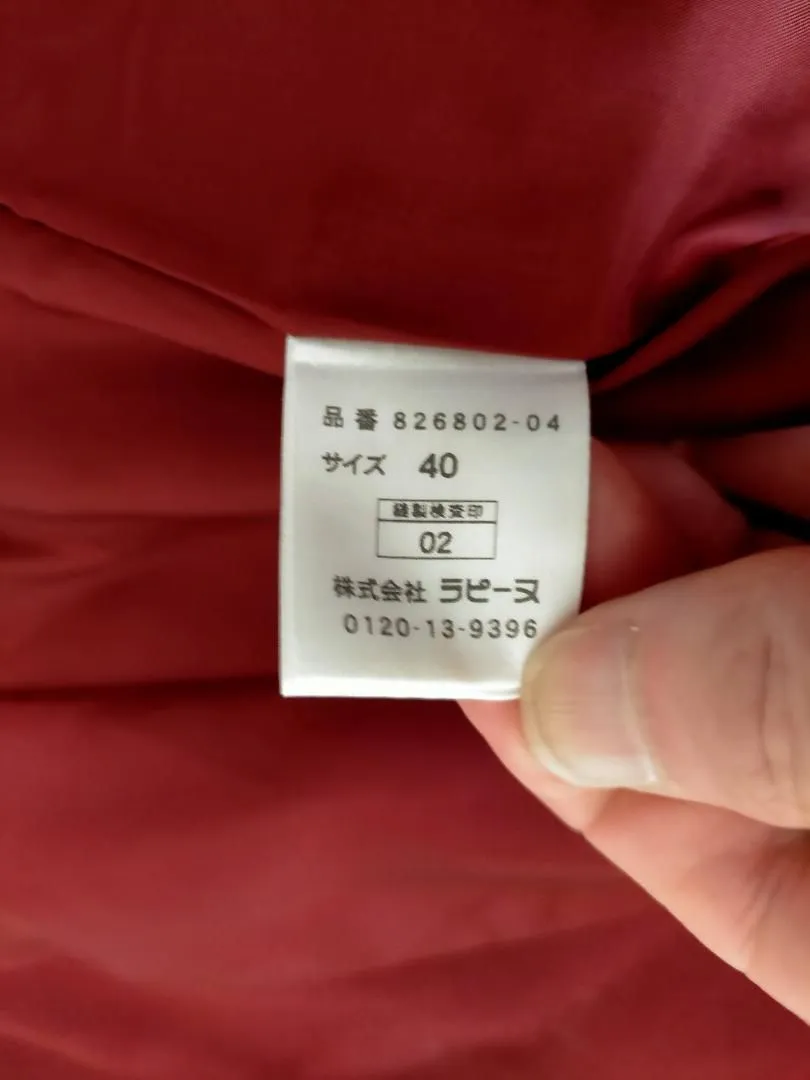 品番 826802-04
サイズ 40
縫製検査印
02
株式会社 ラピーヌ
0120-13-9396